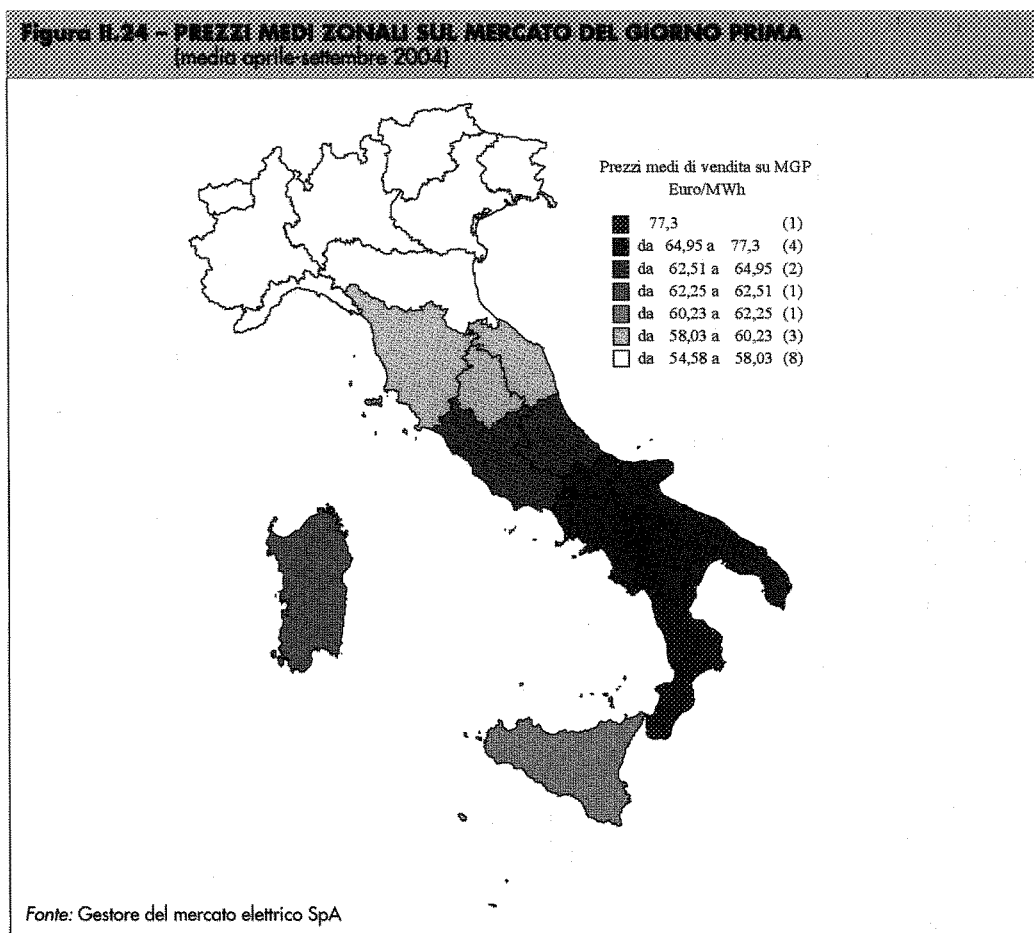 Figura II.24 – PREZZI MEDI ZONALI SUL MERCATO DEL GIORNO PRIMA
(media aprile-settembre 2004)
Prezzi medi di vendita su MGP
Euro/MWh
77,3 (1)
da 64,95 a 77,3 (4)
da 62,51 a 64,95 (2)
da 62,25 a 62,51 (1)
da 60,23 a 62,25 (1)
da 58,03 a 60,23 (3)
da 54,58 a 58,03 (8)
Fonte: Gestore del mercato elettrico SpA